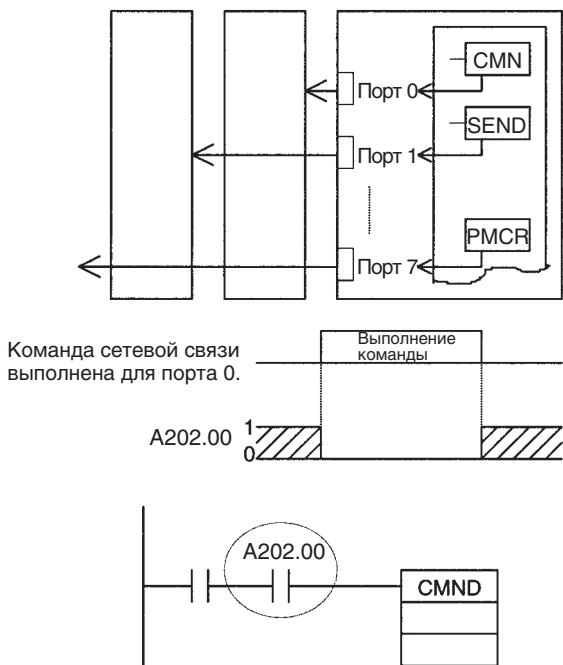 CMN
Порт 0
SEND
Порт 1
PMCR
Порт 7
Команда сетевой связи
выполнена для порта 0.
Выполнение
команды
A202.00
1
0
A202.00
CMND